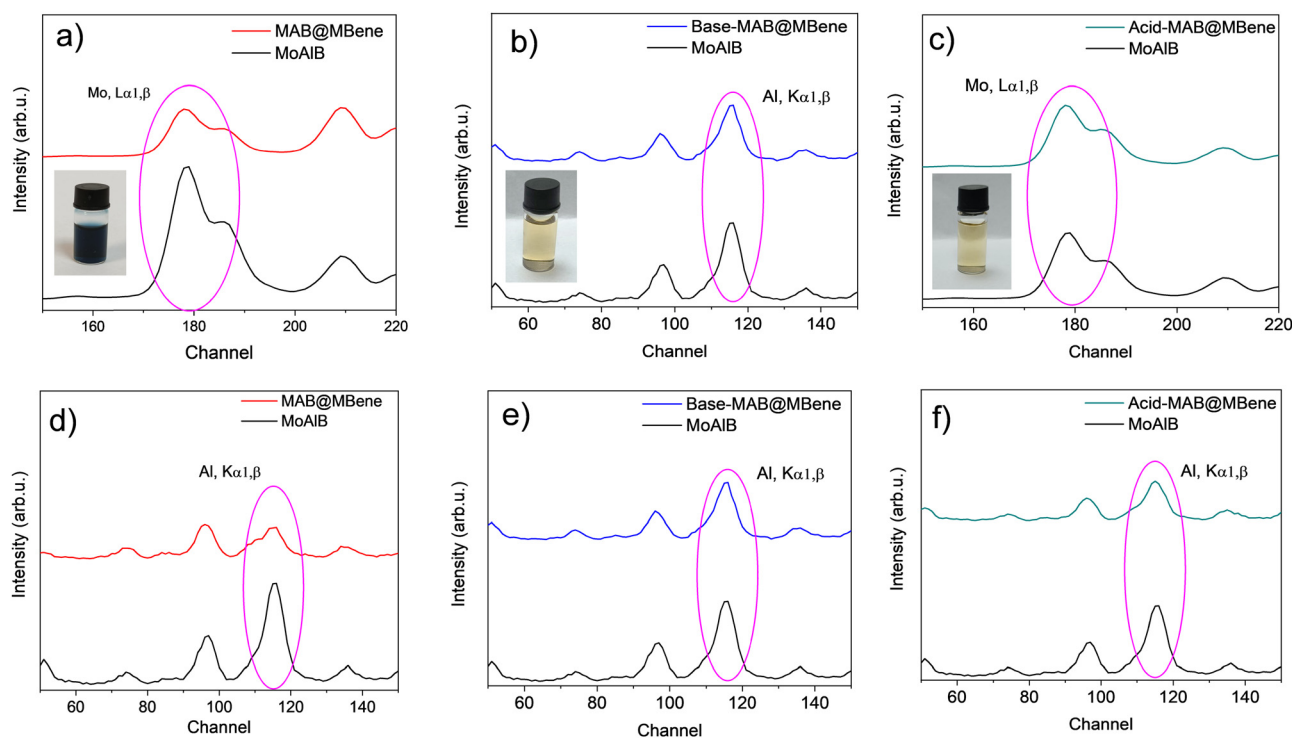 a)
MAB@MBene
MoAlB
Mo, Lα1,β
Intensity (arb.u.)
160 180 200 220
Channel
b)
Base-MAB@MBene
MoAlB
Al, Kα1,β
Intensity (arb.u.)
60 80 100 120 140
Channel
c)
Acid-MAB@MBene
MoAlB
Mo, Lα1,β
Intensity (arb.u.)
160 180 200 220
Channel
d)
MAB@MBene
MoAlB
Al, Kα1,β
Intensity (arb.u.)
60 80 100 120 140
Channel
e)
Base-MAB@MBene
MoAlB
Al, Kα1,β
Intensity (arb.u.)
60 80 100 120 140
Channel
f)
Acid-MAB@MBene
MoAlB
Al, Kα1,β
Intensity (arb.u.)
60 80 100 120 140
Channel